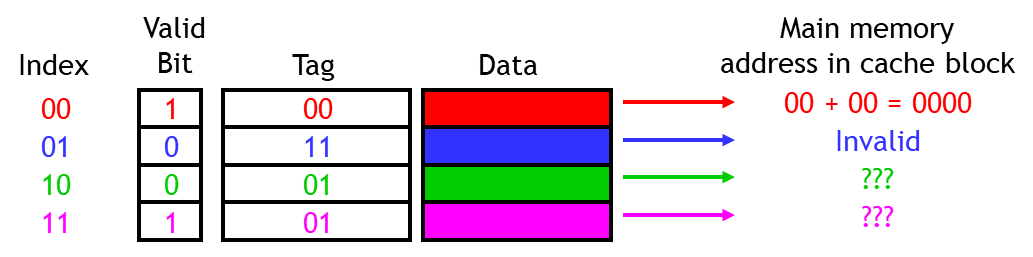 Index Valid Bit Tag Data Main memory address in cache block
00 1 00 00 + 00 = 0000
01 0 11 Invalid
10 0 01 ???
11 1 01 ???